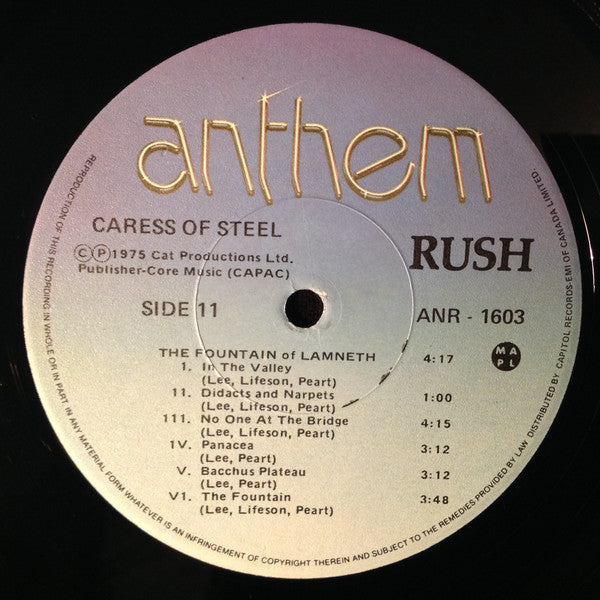 anthem
CARESS OF STEEL
©℗1975 Cat Productions Ltd.
Publisher-Core Music (CAPAC)
RUSH
SIDE 11
ANR - 1603
THE FOUNTAIN of LAMNETH 4:17
MAPL
1. In The Valley
(Lee, Lifeson, Peart)
11. Didacts and Narpets 1:00
(Lee, Lifeson, Peart)
111. No One At The Bridge 4:15
(Lee, Lifeson, Peart)
1V. Panacea 3:12
(Lee, Peart)
V. Bacchus Plateau 3:12
(Lee, Peart)
V1. The Fountain 3:48
(Lee, Lifeson, Peart)
REPRODUCTION OF THIS RECORDING IN WHOLE OR IN PART, IN ANY MATERIAL FORM WHATEVER IS AN INFRINGEMENT OF COPYRIGHT THEREIN AND SUBJECT TO THE REMEDIES PROVIDED BY LAW. DISTRIBUTED BY CAPITOL RECORDS-EMI OF CANADA LIMITED.